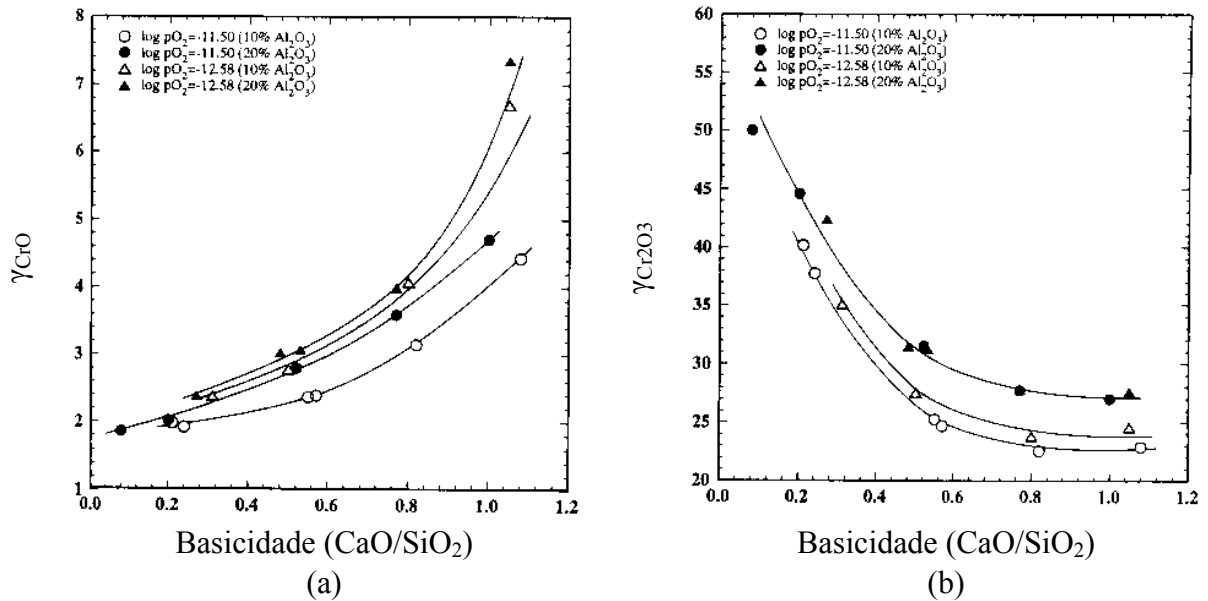 8
7
6
5
4
3
2
1
log pO₂=-11.50 (10% Al₂O₃)
log pO₂=-11.50 (20% Al₂O₃)
log pO₂=-12.58 (10% Al₂O₃)
log pO₂=-12.58 (20% Al₂O₃)
γCrO
0.0 0.2 0.4 0.6 0.8 1.0 1.2
Basicidade (CaO/SiO₂)
(a)
60
55
50
45
40
35
30
25
20
log pO₂=-11.50 (10% Al₂O₃)
log pO₂=-11.50 (20% Al₂O₃)
log pO₂=-12.58 (10% Al₂O₃)
log pO₂=-12.58 (20% Al₂O₃)
γCr2O3
0.0 0.2 0.4 0.6 0.8 1.0 1.2
Basicidade (CaO/SiO₂)
(b)